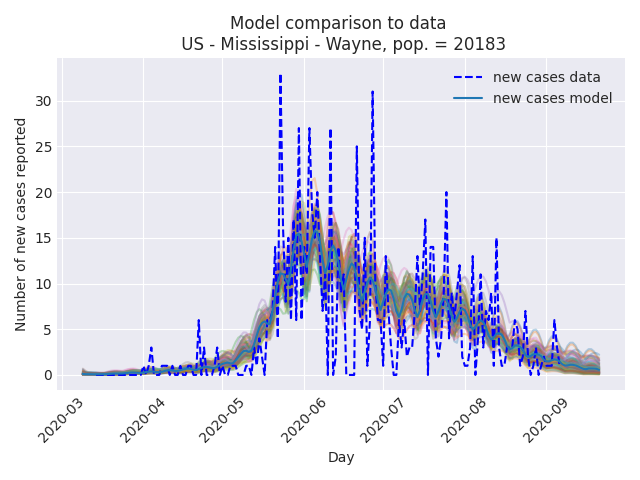 Model comparison to data
US - Mississippi - Wayne, pop. = 20183
new cases data
new cases model
Number of new cases reported
30
25
20
15
10
5
0
2020-03
2020-04
2020-05
2020-06
2020-07
2020-08
2020-09
Day